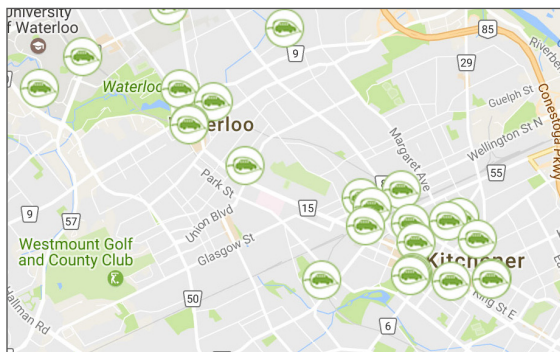 University
of Waterloo
85
9
29
Riverbe
Waterloo
Guelph St
Conestoga Pkwy
Margaret Ave
Wellington St N
erloo
55
Park St
8
15
9
57
Union Blvd
Westmount Golf
and County Club
Glasgow St
Kitchener
50
King St E
Hallman Rd
6